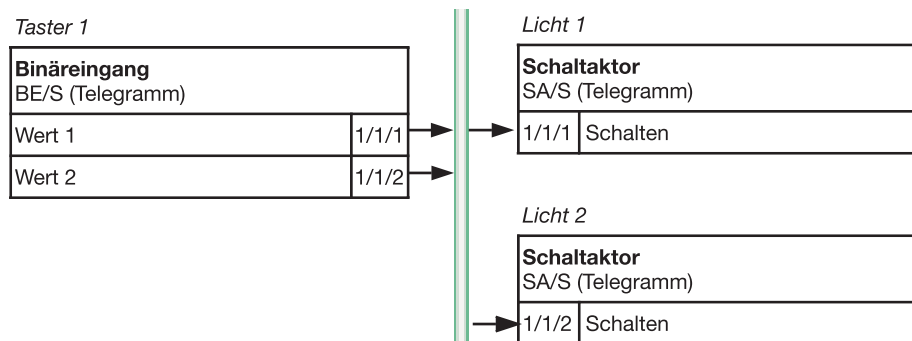 Taster 1
Binäreingang
BE/S (Telegramm)
Wert 1 1/1/1
Wert 2 1/1/2
Licht 1
Schaltaktor
SA/S (Telegramm)
1/1/1 Schalten
Licht 2
Schaltaktor
SA/S (Telegramm)
1/1/2 Schalten